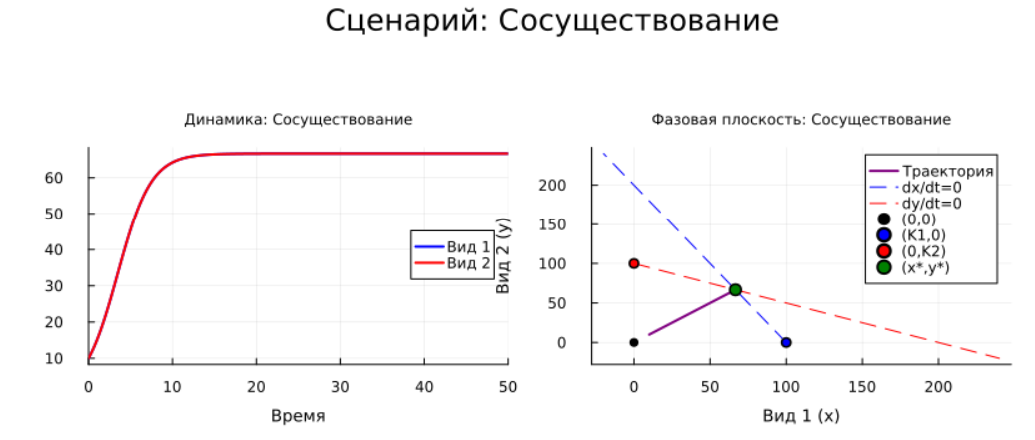 Сценарий: Сосуществование
Динамика: Сосуществование
60
50
40
30
20
10
0
10
20
30
40
50
Время
Вид 1
Вид 2
Фазовая плоскость: Сосуществование
Вид 2 (y)
200
150
100
50
0
0
50
100
150
200
Вид 1 (x)
Траектория
dx/dt=0
dy/dt=0
(0,0)
(K1,0)
(0,K2)
(x*,y*)